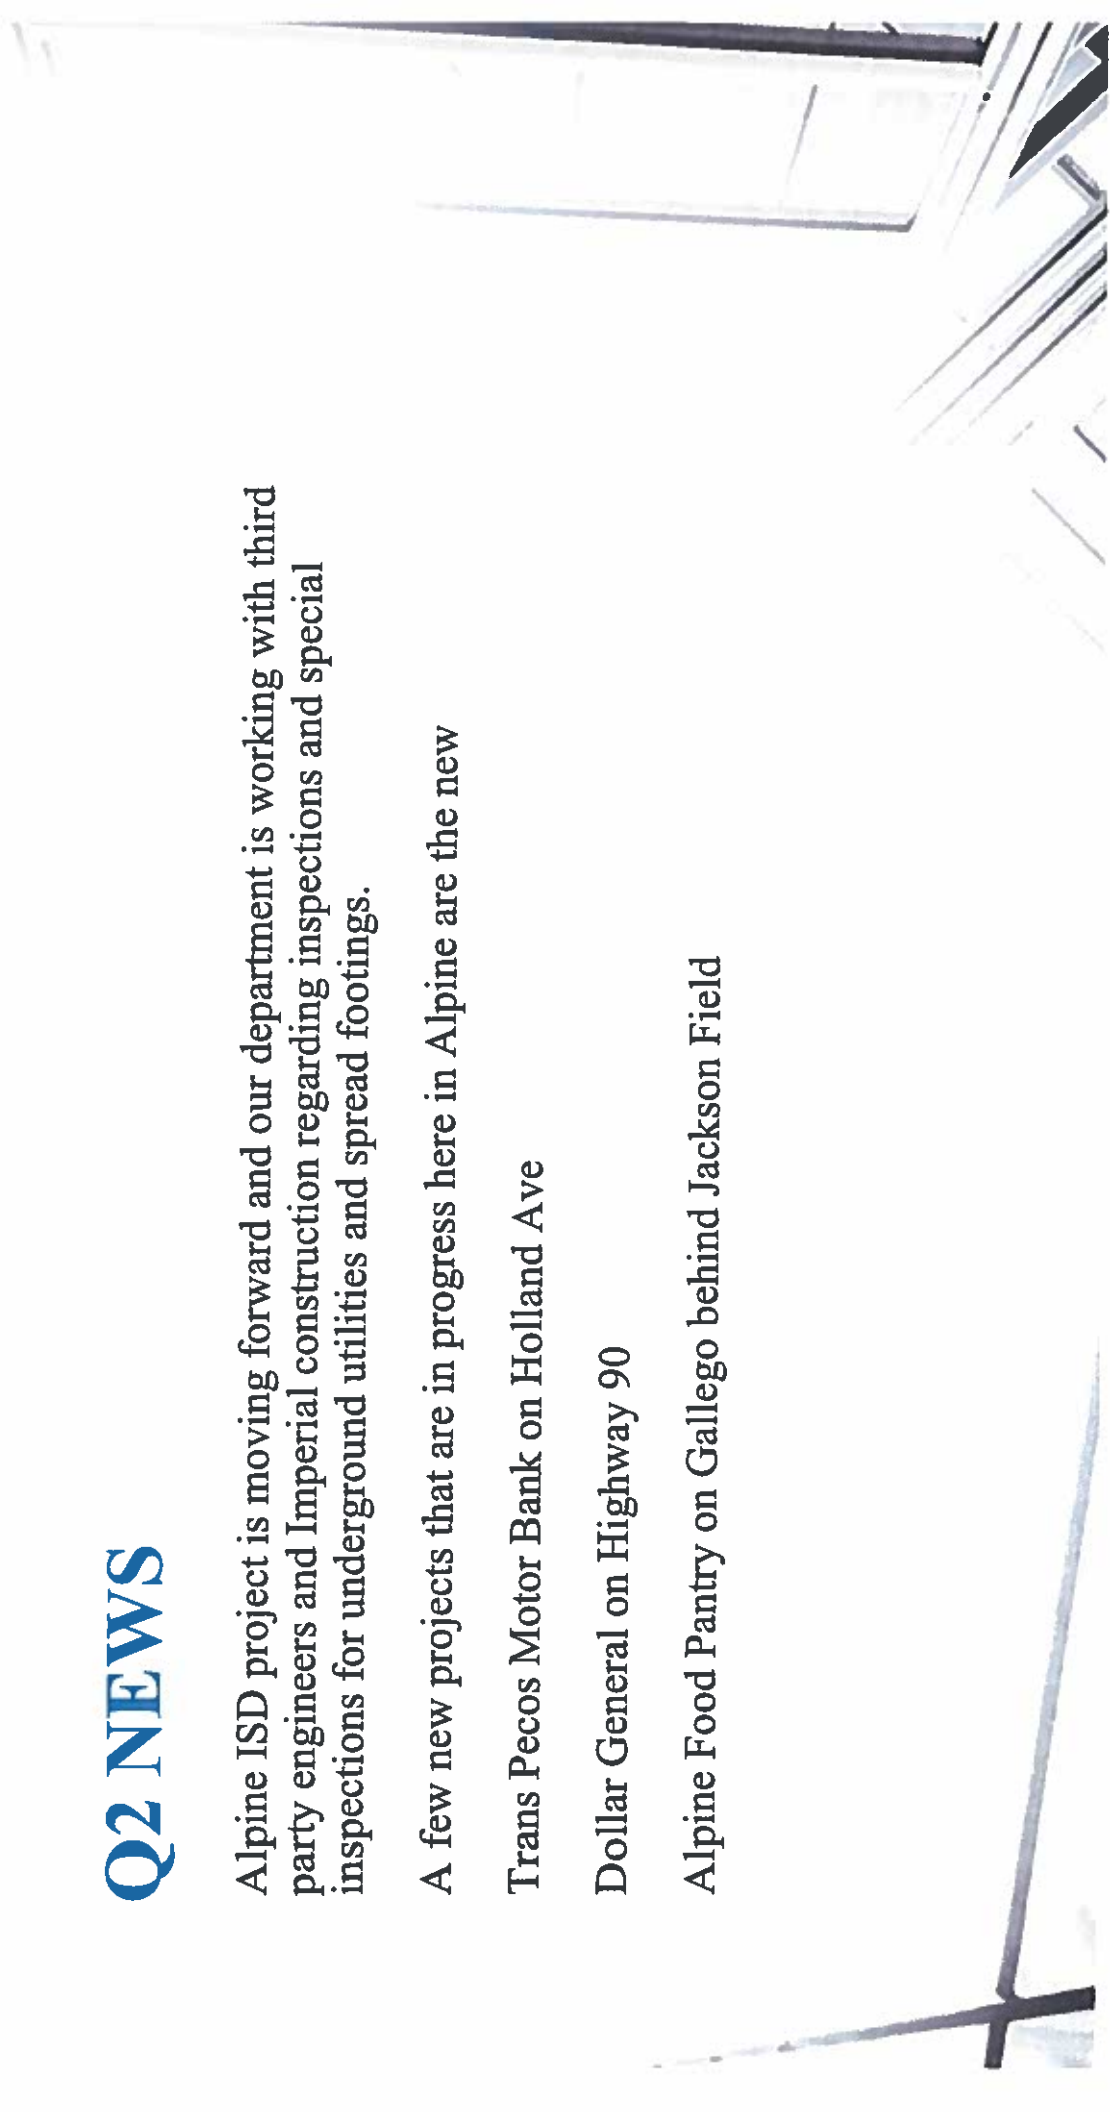 Q2 NEWS
Alpine ISD project is moving forward and our department is working with third
party engineers and Imperial construction regarding inspections and special
inspections for underground utilities and spread footings.
A few new projects that are in progress here in Alpine are the new
Trans Pecos Motor Bank on Holland Ave
Dollar General on Highway 90
Alpine Food Pantry on Gallego behind Jackson Field